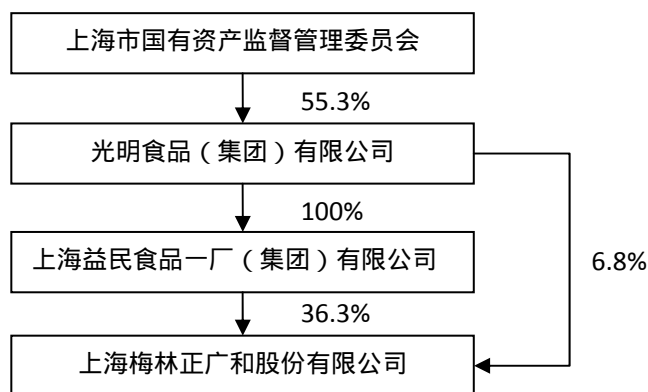 上海市国有资产监督管理委员会
55.3%
光明食品（集团）有限公司
100%
上海益民食品一厂（集团）有限公司
6.8%
36.3%
上海梅林正广和股份有限公司